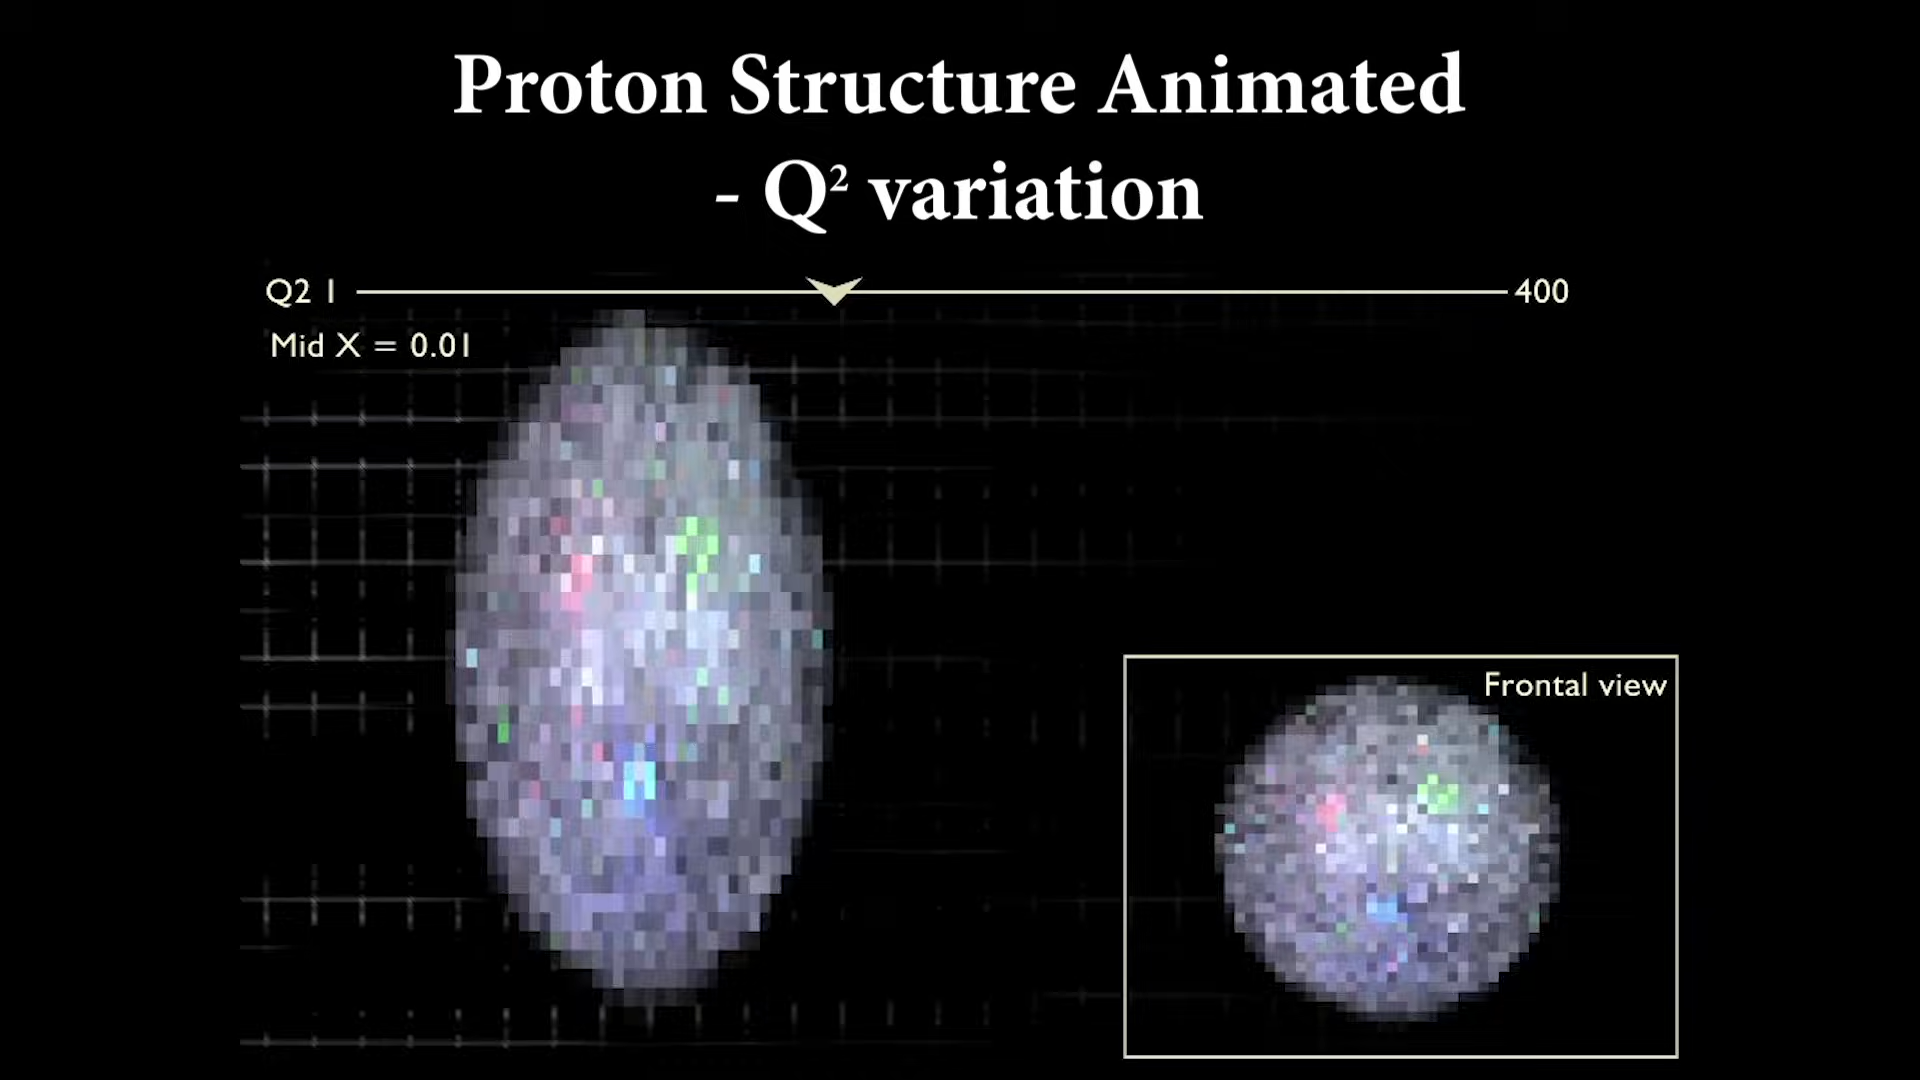 Proton Structure Animated
- Q² variation
Q2 1
400
Mid X = 0.01
Frontal view